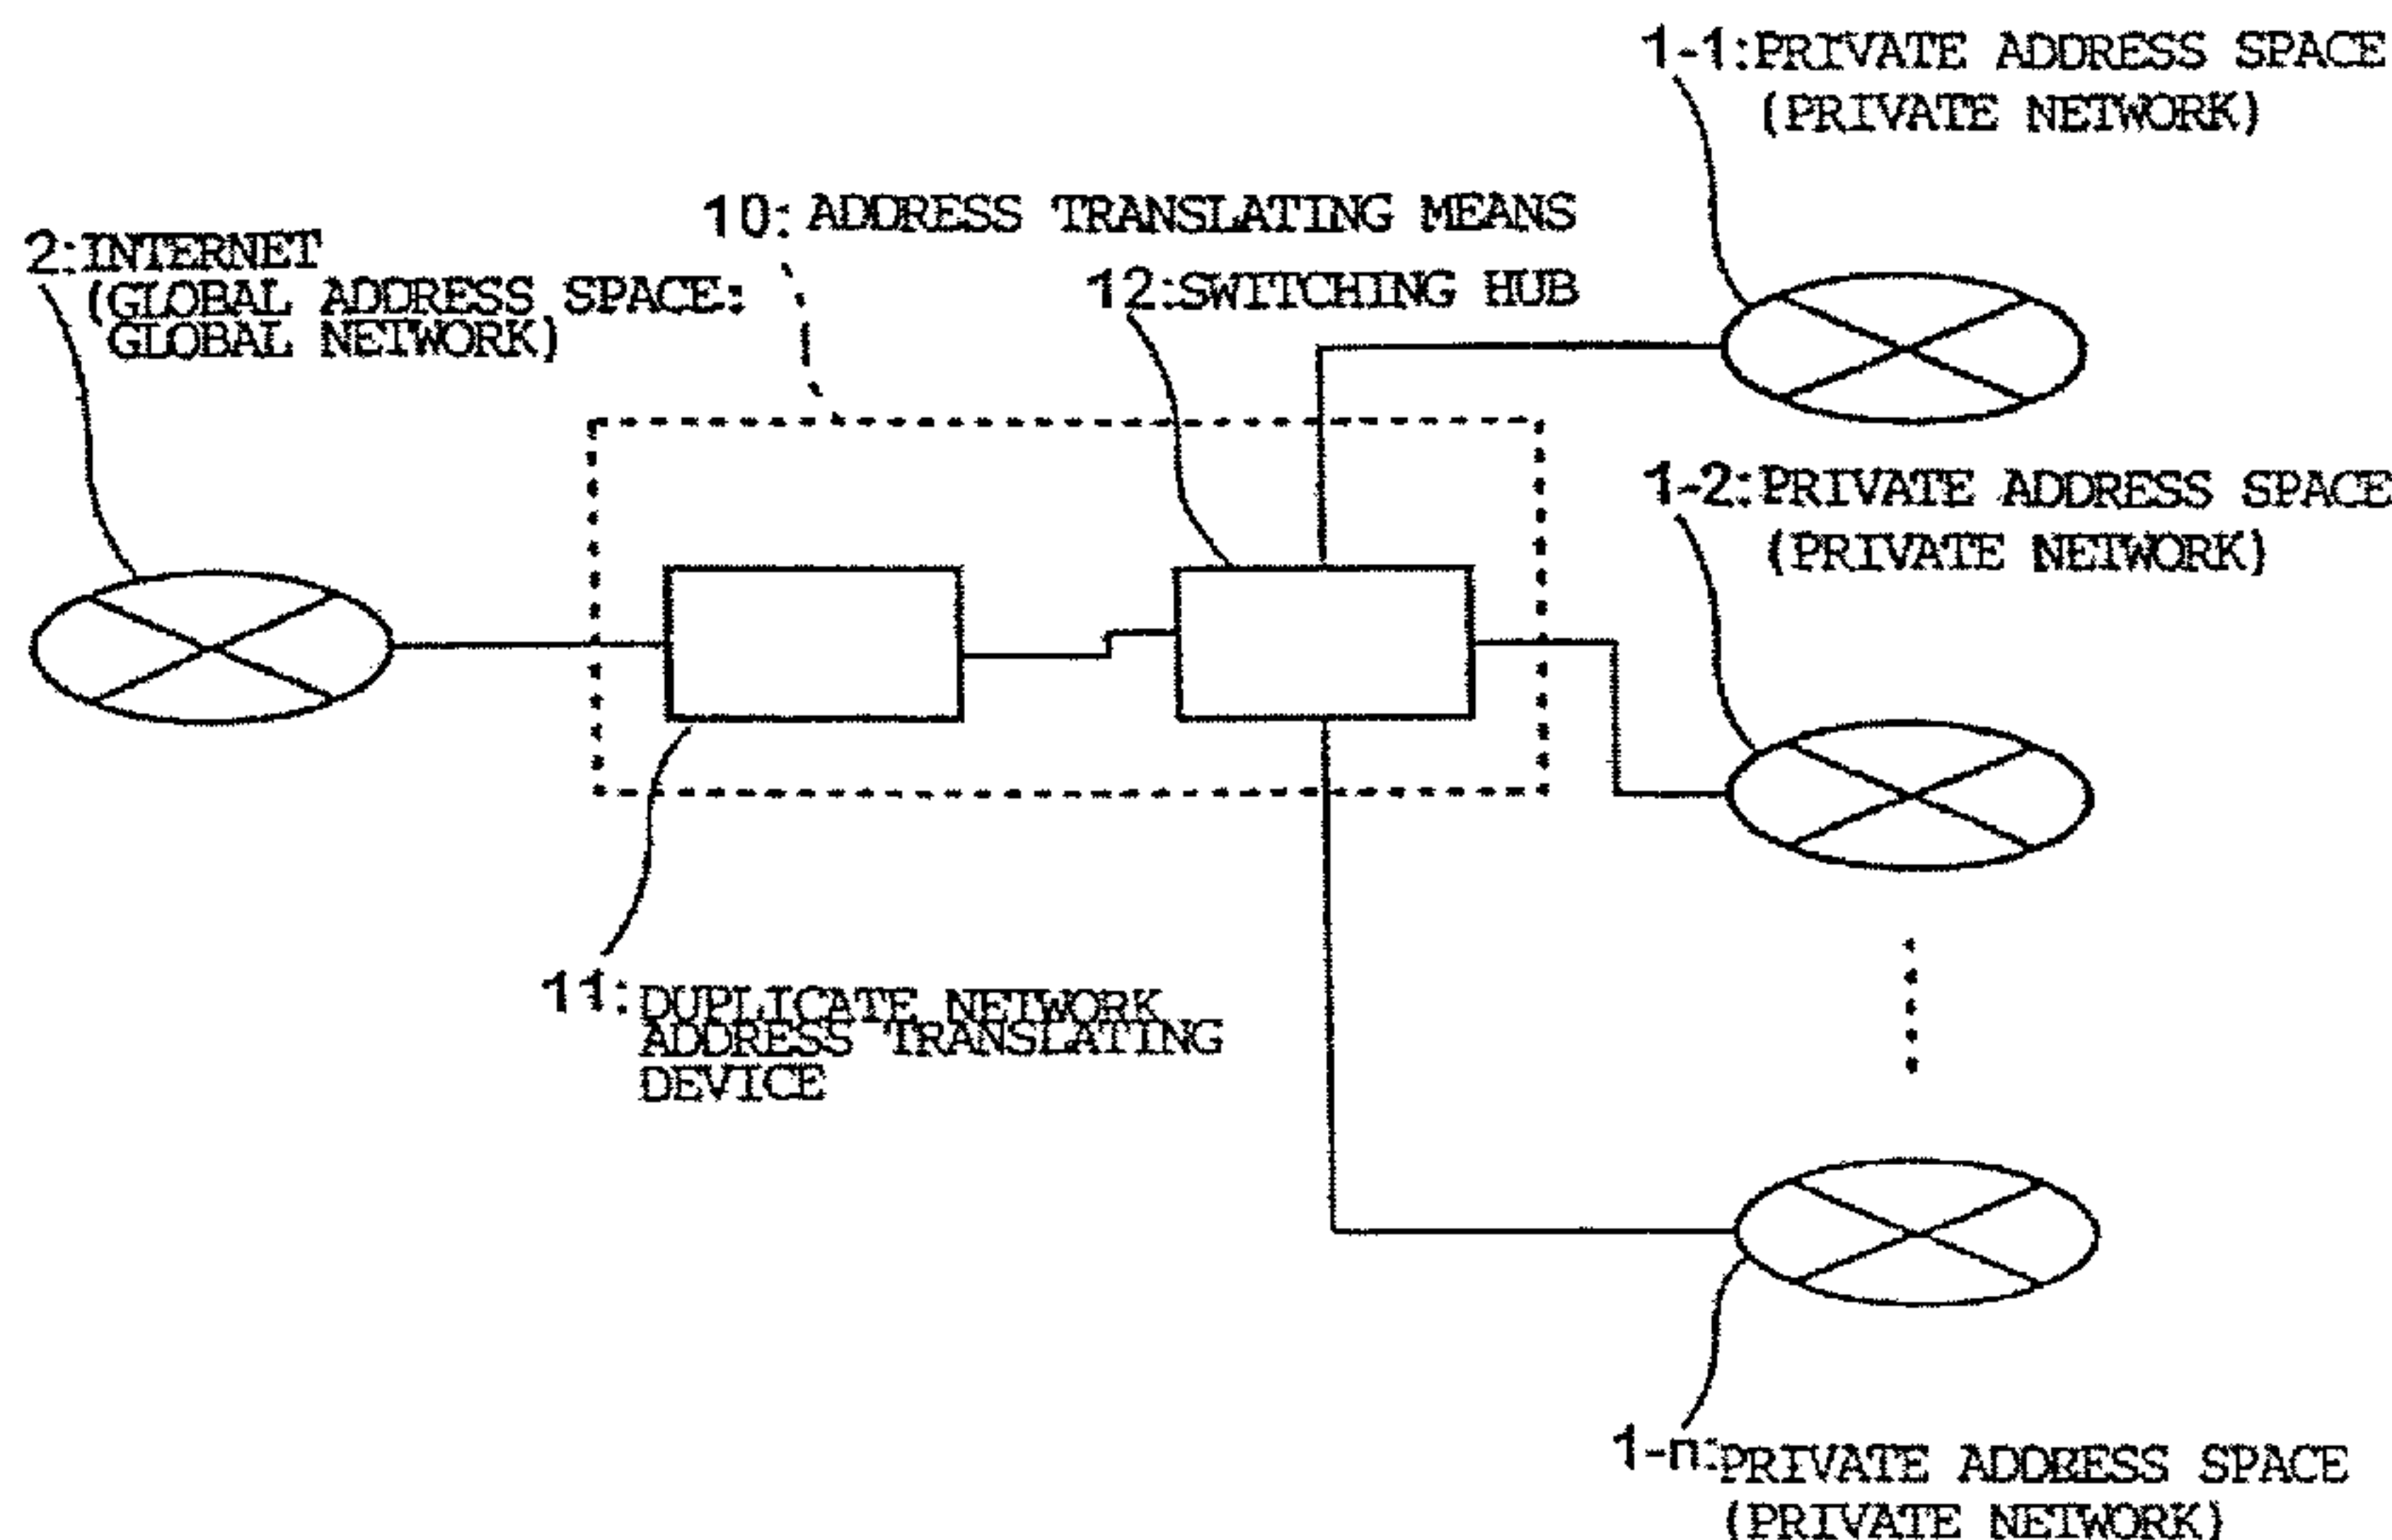 1-1:PRIVATE ADDRESS SPACE
(PRIVATE NETWORK)
10: ADDRESS TRANSLATING MEANS
2:INTERNET
(GLOBAL ADDRESS SPACE:
GLOBAL NETWORK)
12:SWITCHING HUB
1-2:PRIVATE ADDRESS SPACE
(PRIVATE NETWORK)
11:DUPLICATE NETWORK
ADDRESS TRANSLATING
DEVICE
1-n:PRIVATE ADDRESS SPACE
(PRIVATE NETWORK)